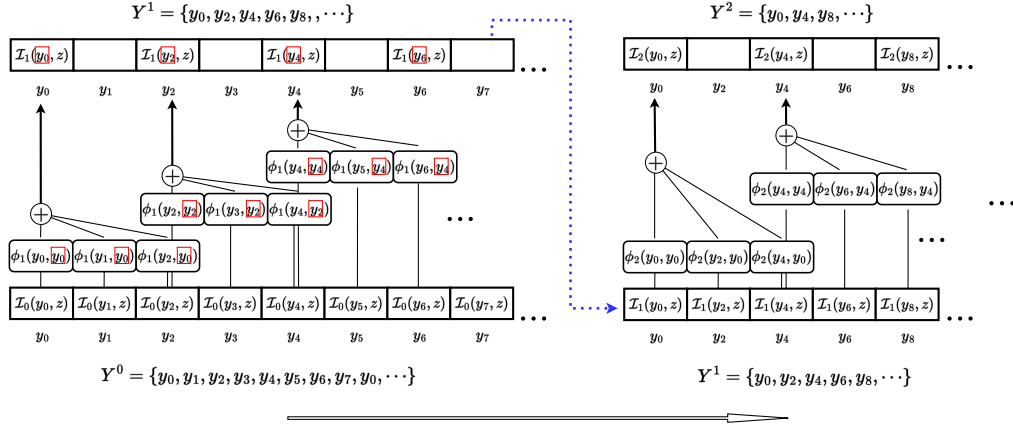 Y^1 = {y_0, y_2, y_4, y_6, y_8, , ⋯}
I_1(y_0, z) I_1(y_2, z) I_1(y_4, z) I_1(y_6, z) ...
y_0 y_1 y_2 y_3 y_4 y_5 y_6 y_7
+
ϕ_1(y_4, y_4) ϕ_1(y_5, y_4) ϕ_1(y_6, y_4)
+
ϕ_1(y_2, y_2) ϕ_1(y_3, y_2) ϕ_1(y_4, y_2)
+
...
ϕ_1(y_0, y_0) ϕ_1(y_1, y_0) ϕ_1(y_2, y_0)
I_0(y_0, z) I_0(y_1, z) I_0(y_2, z) I_0(y_3, z) I_0(y_4, z) I_0(y_5, z) I_0(y_6, z) I_0(y_7, z) ...
y_0 y_1 y_2 y_3 y_4 y_5 y_6 y_7
Y^0 = {y_0, y_1, y_2, y_3, y_4, y_5, y_6, y_7, y_0, ⋯}
Y^2 = {y_0, y_4, y_8, ⋯}
I_2(y_0, z) I_2(y_4, z) I_2(y_8, z) ...
y_0 y_2 y_4 y_6 y_8
+
+
ϕ_2(y_4, y_4) ϕ_2(y_6, y_4) ϕ_2(y_8, y_4)
...
...
ϕ_2(y_0, y_0) ϕ_2(y_2, y_0) ϕ_2(y_4, y_0)
I_1(y_0, z) I_1(y_2, z) I_1(y_4, z) I_1(y_6, z) I_1(y_8, z) ...
y_0 y_2 y_4 y_6 y_8
Y^1 = {y_0, y_2, y_4, y_6, y_8, ⋯}